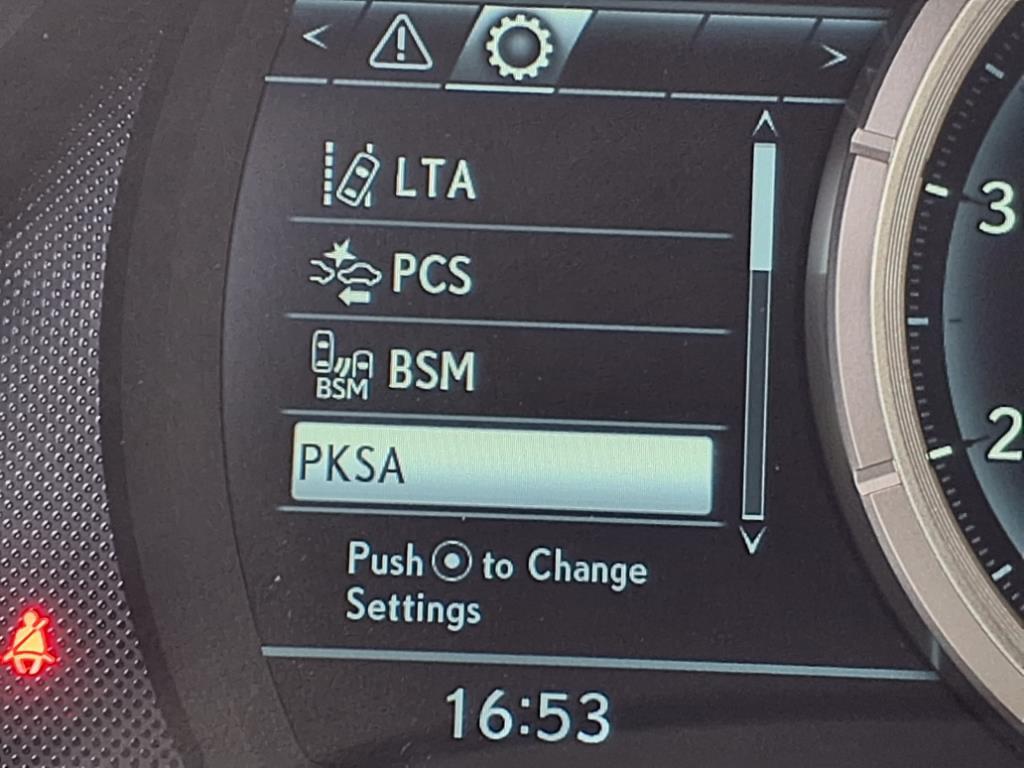 LTA
PCS
BSM
BSM
PKSA
Push to Change
Settings
16:53
3
2